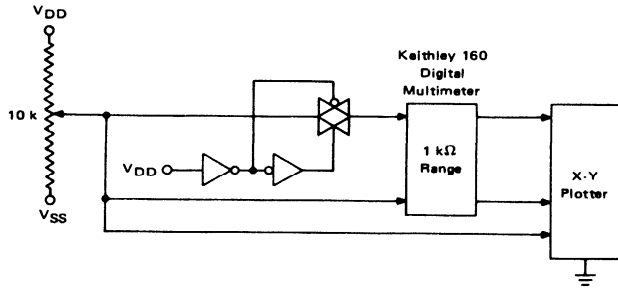 VDD
10 k
VSS
VDD
Keithley 160
Digital
Multimeter
1 kΩ
Range
X-Y
Plotter